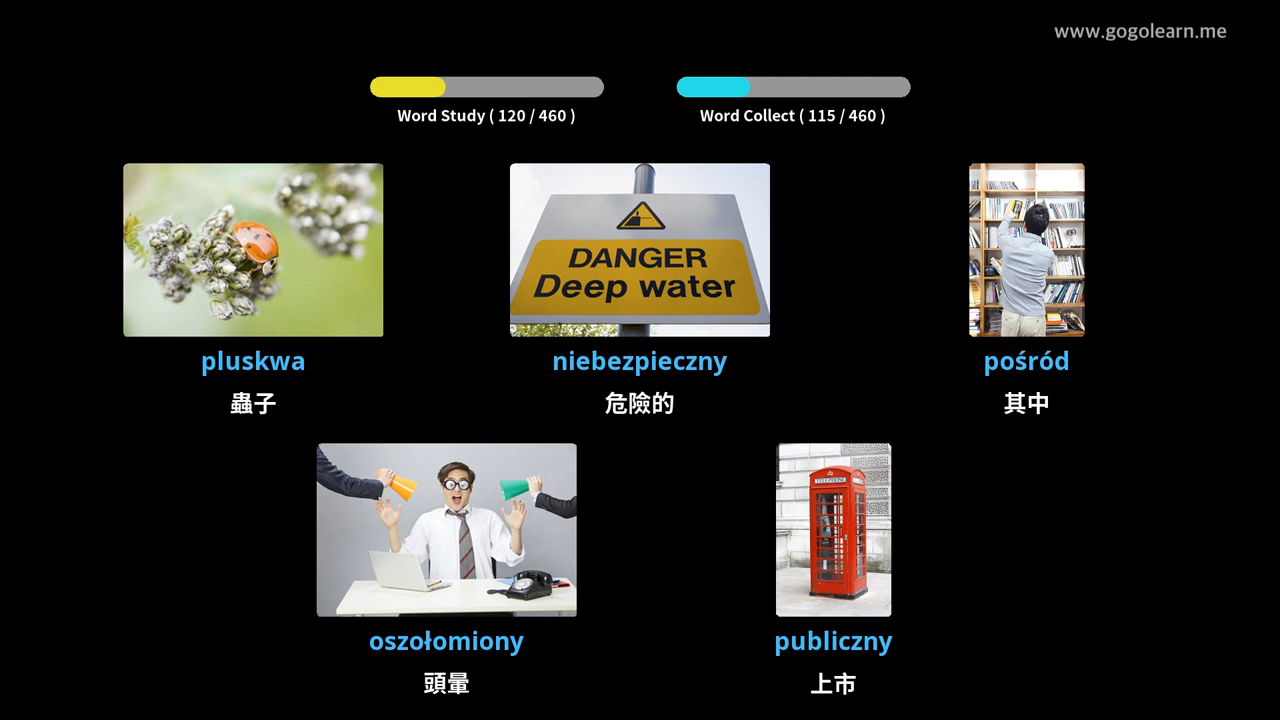 www.gogolearn.me
Word Study ( 120 / 460 )
Word Collect ( 115 / 460 )
DANGER
Deep water
pluskwa
niebezpieczny
pośród
蟲子
危險的
其中
TELEPHONE
oszołomiony
publiczny
頭暈
上市